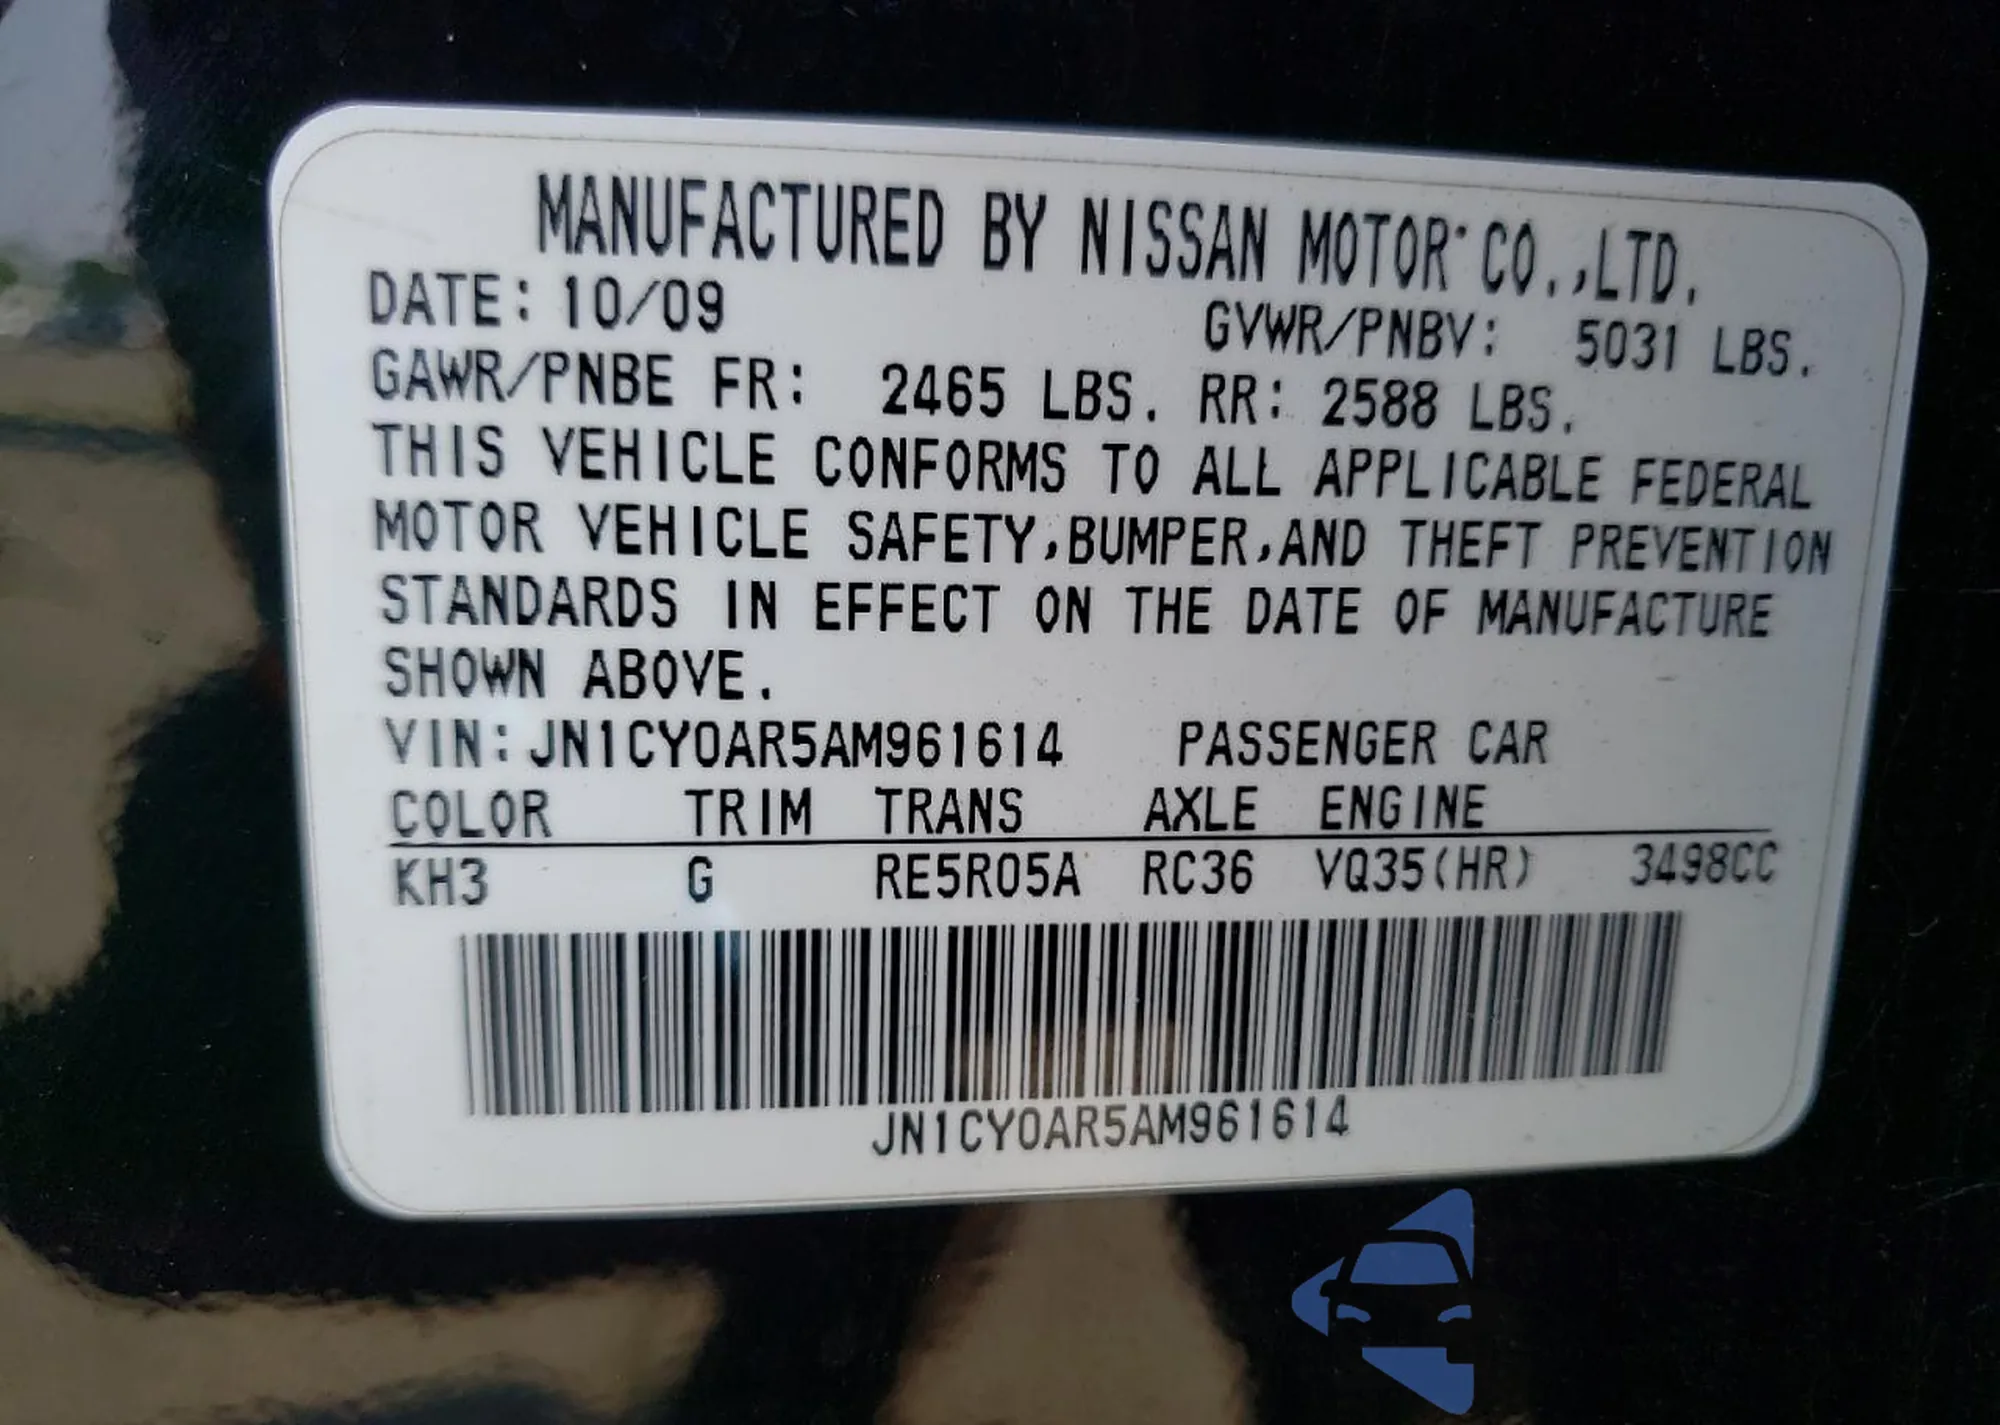 MANUFACTURED BY NISSAN MOTOR CO.,LTD.
DATE: 10/09 GVWR/PNBV: 5031 LBS.
GAWR/PNBE FR: 2465 LBS. RR: 2588 LBS.
THIS VEHICLE CONFORMS TO ALL APPLICABLE FEDERAL
MOTOR VEHICLE SAFETY,BUMPER,AND THEFT PREVENTION
STANDARDS IN EFFECT ON THE DATE OF MANUFACTURE
SHOWN ABOVE.
VIN:JN1CY0AR5AM961614 PASSENGER CAR
COLOR TRIM TRANS AXLE ENGINE
KH3 G RE5R05A RC36 VQ35(HR) 3498CC
JN1CY0AR5AM961614